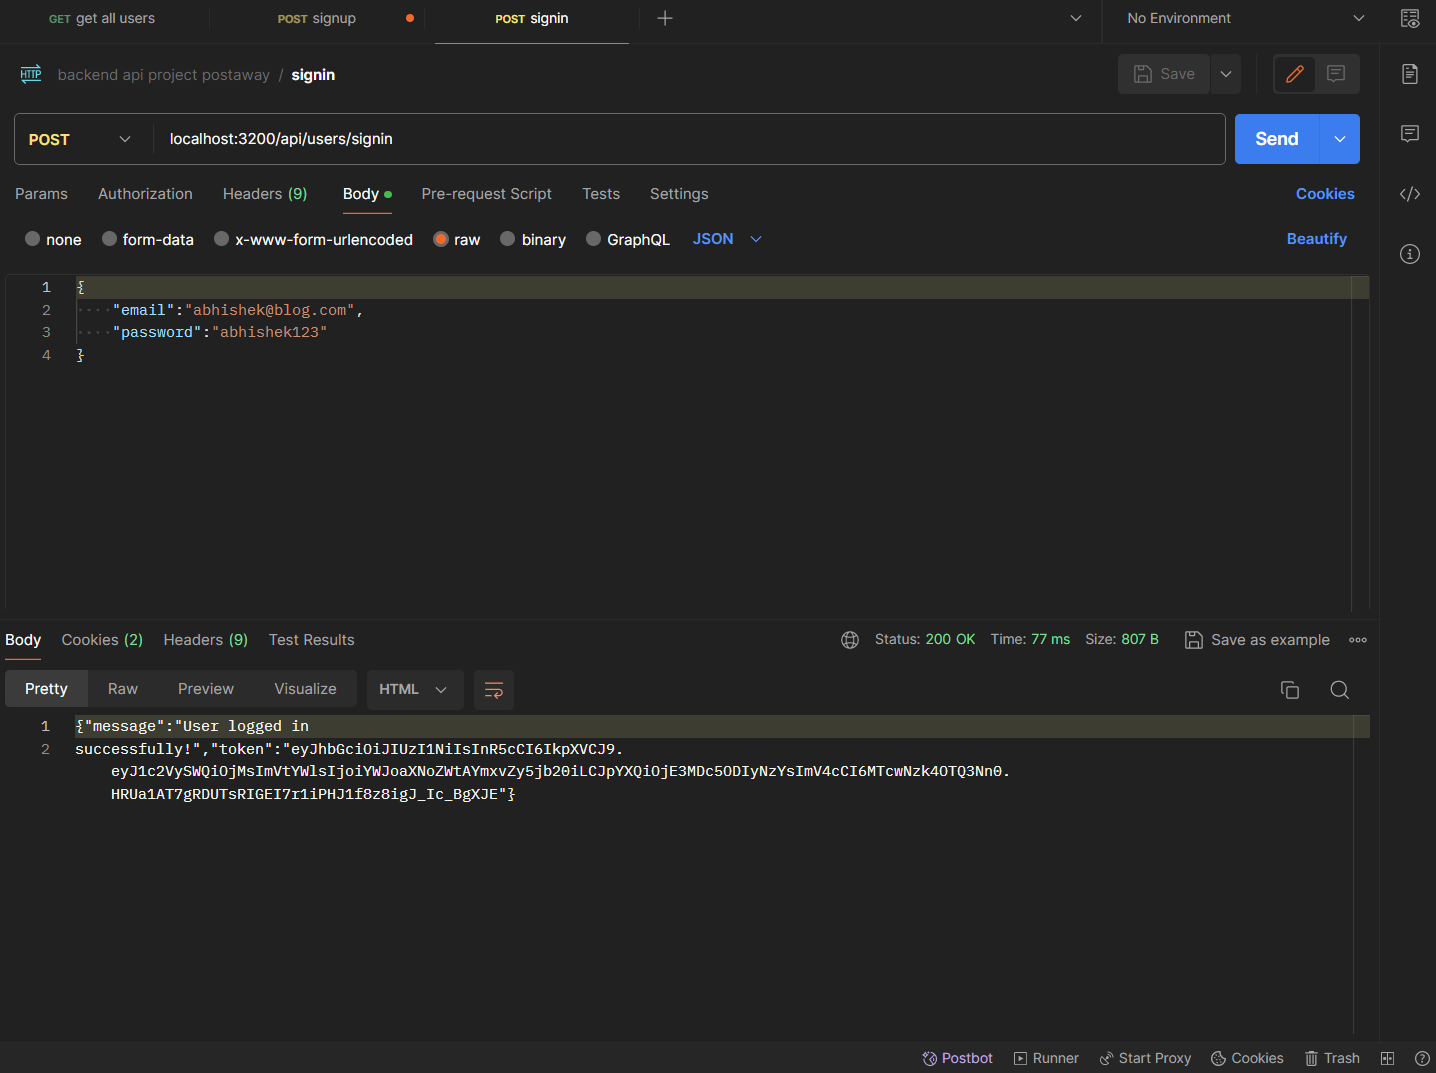 GET get all users POST signup POST signin No Environment
backend api project postaway / signin Save
POST localhost:3200/api/users/signin Send
Params Authorization Headers (9) Body Pre-request Script Tests Settings Cookies
none form-data x-www-form-urlencoded raw binary GraphQL JSON Beautify
1 {
2 "email":"abhishek@blog.com",
3 "password":"abhishek123"
4 }
Body Cookies (2) Headers (9) Test Results Status: 200 OK Time: 77 ms Size: 807 B Save as example
Pretty Raw Preview Visualize HTML
1 {"message":"User logged in
2 successfully!","token":"eyJhbGciOiJIUzI1NiIsInR5cCI6IkpXVCJ9.
eyJ1c2VySWQiOjMsImVtYWlsIjoiYWJoaXNoZWtAYmxvZy5jb20iLCJpYXQiOjE3MDc5ODIyNzYsImV4cCI6MTcwNzk4OTQ3Nn0.
HRUa1AT7gRDUTsRIGEI7r1iPHJ1f8z8igJ_Ic_BgXJE"}
Postbot Runner Start Proxy Cookies Trash